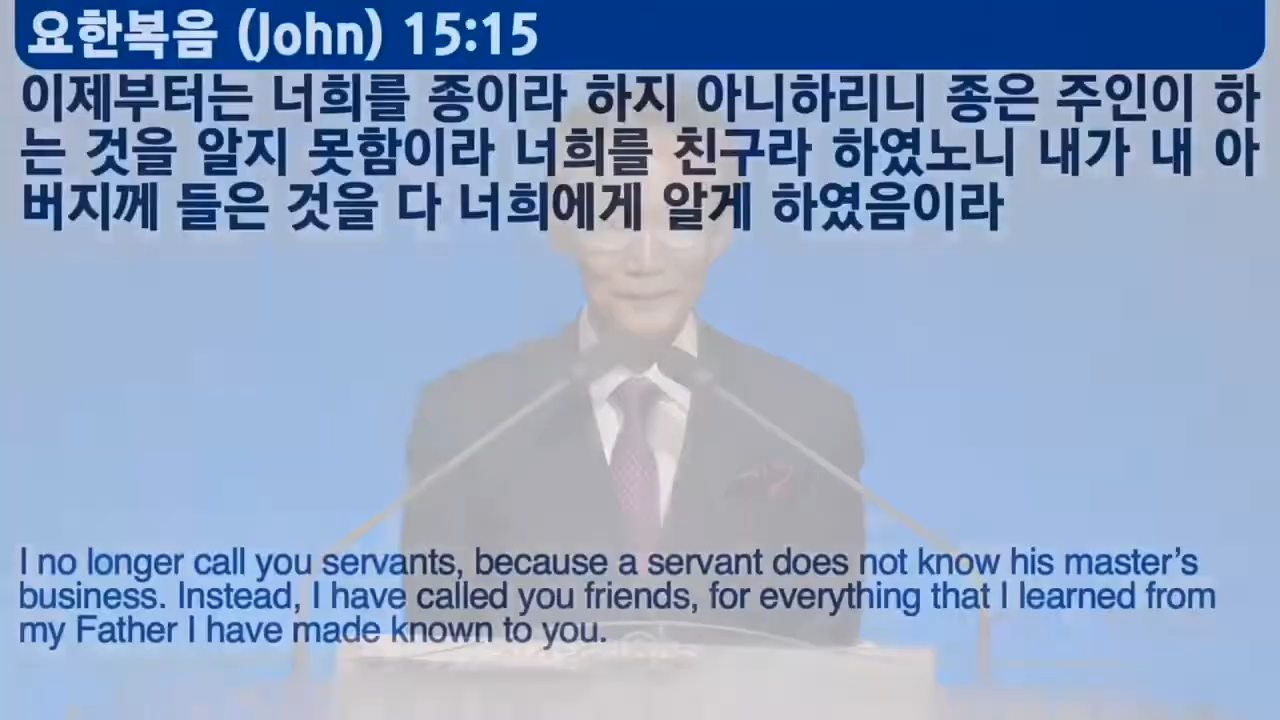 요한복음 (John) 15:15
이제부터는 너희를 종이라 하지 아니하리니 종은 주인이 하
는 것을 알지 못함이라 너희를 친구라 하였노니 내가 내 아
버지께 들은 것을 다 너희에게 알게 하였음이라
I no longer call you servants, because a servant does not know his master’s
business. Instead, I have called you friends, for everything that I learned from
my Father I have made known to you.